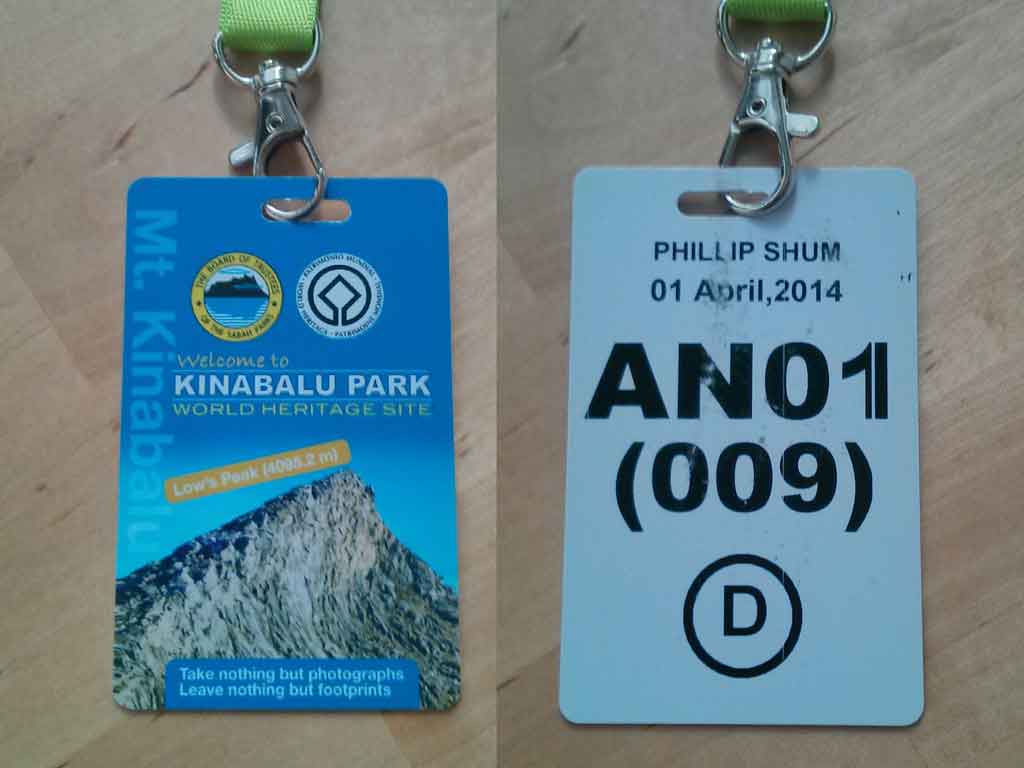 Mt. Kinabalu
THE BOARD OF TRUSTEES
OF THE SABAH PARKS
PATRIMONIO MUNDIAL
WORLD HERITAGE
PATRIMOINE MONDIAL
Welcome to
KINABALU PARK
WORLD HERITAGE SITE
Low's Peak (4095.2 m)
Take nothing but photographs
Leave nothing but footprints
PHILLIP SHUM
01 April,2014
AN01
(009)
D